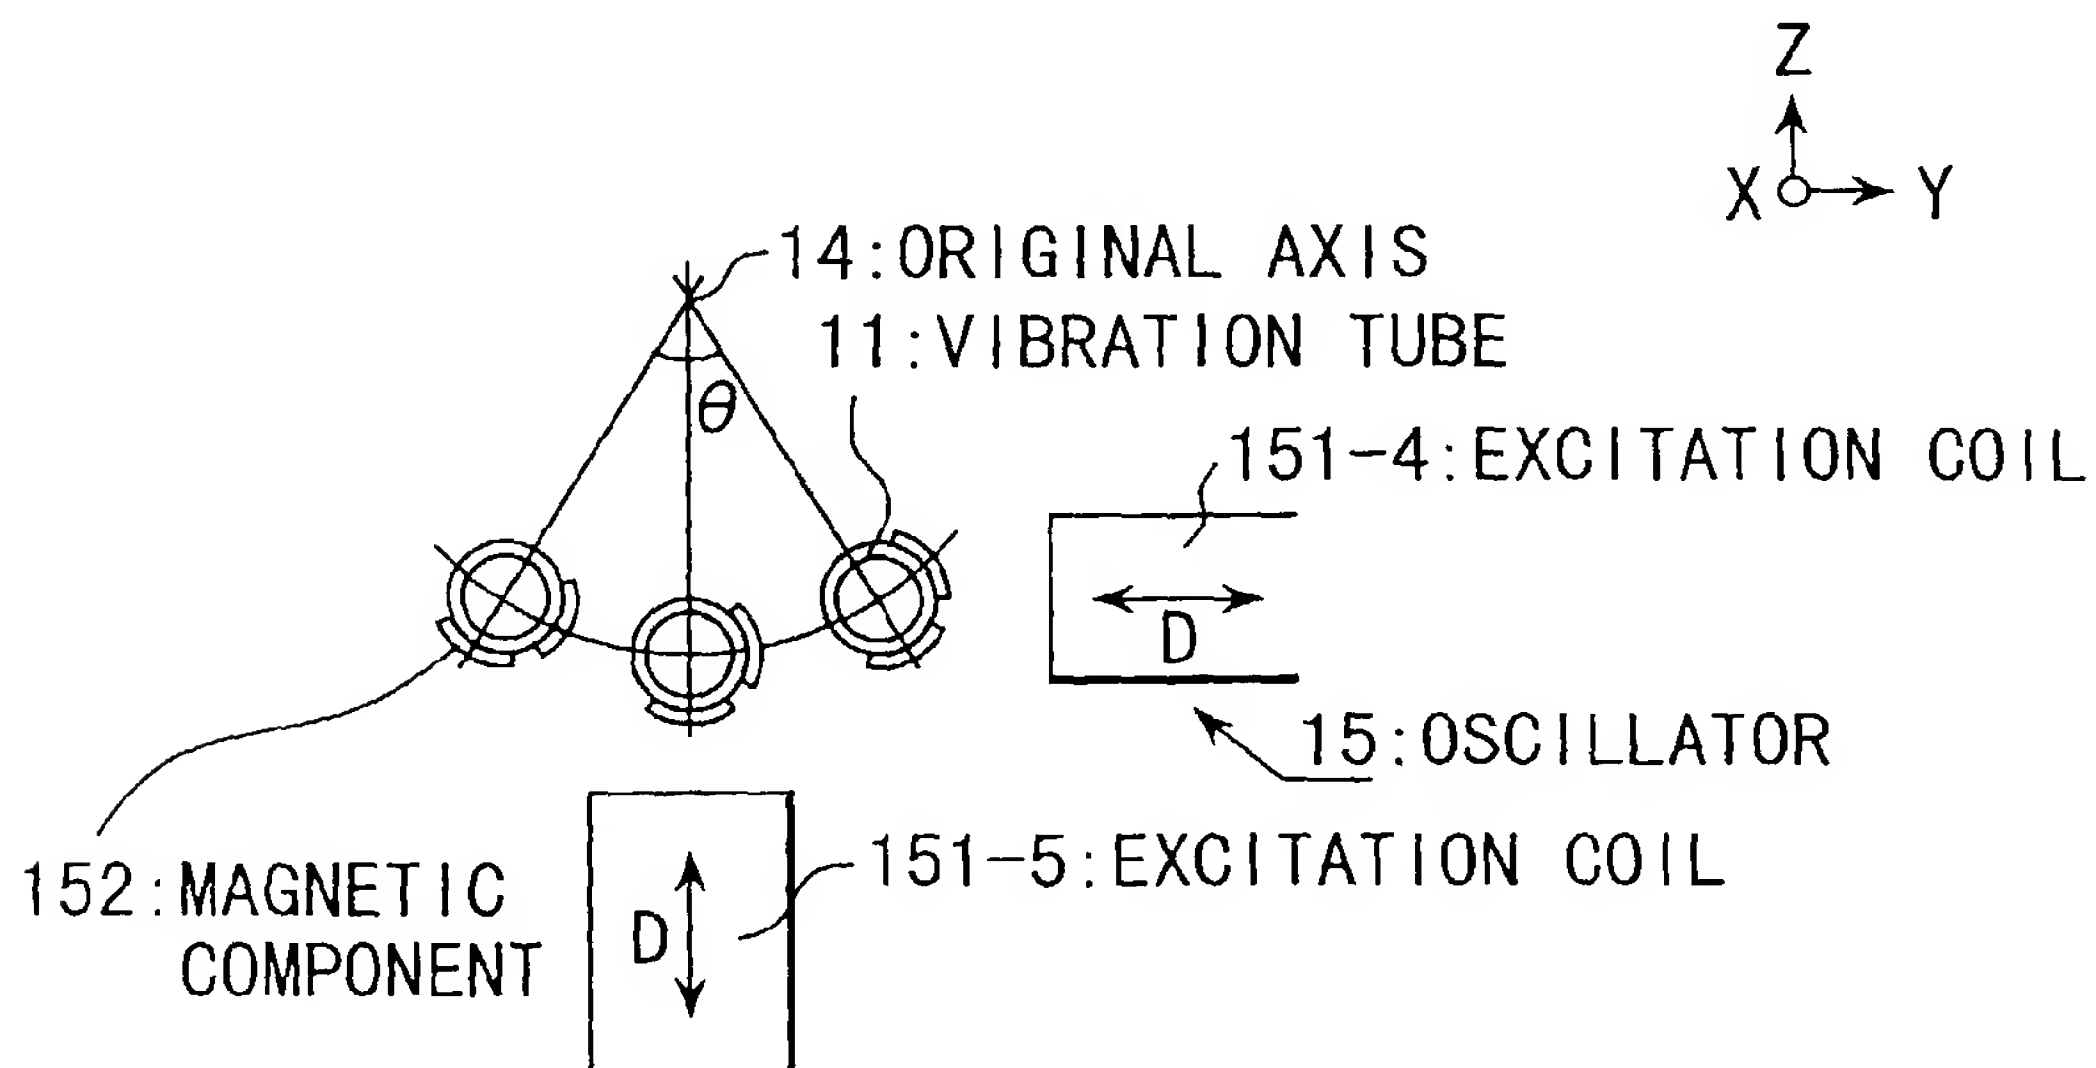 Z
X Y
14:ORIGINAL AXIS
11:VIBRATION TUBE
θ
151-4:EXCITATION COIL
D
15:OSCILLATOR
151-5:EXCITATION COIL
152:MAGNETIC
COMPONENT
D